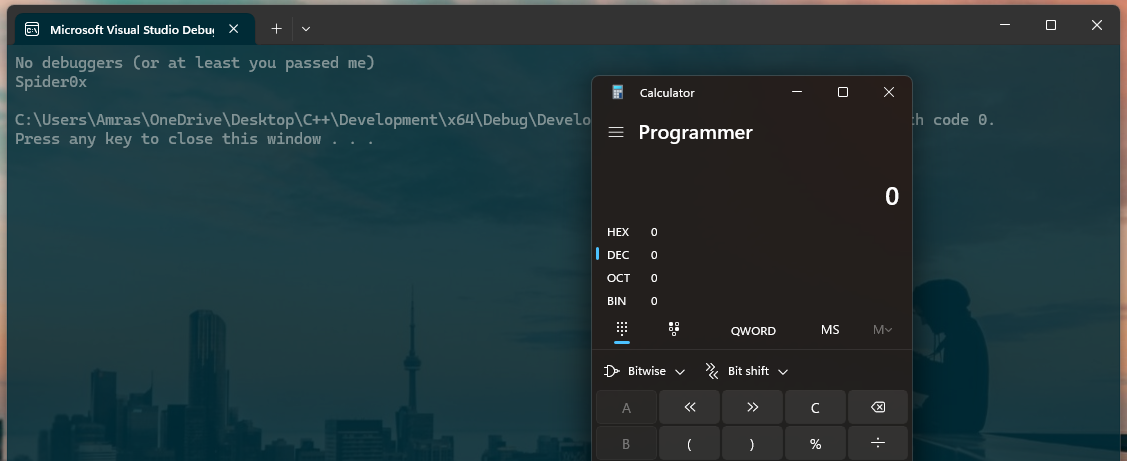 Microsoft Visual Studio Debug
No debuggers (or at least you passed me)
Spider0x
C:\Users\Amras\OneDrive\Desktop\C++\Development\x64\Debug\Develo
h code 0.
Press any key to close this window . . .
Calculator
Programmer
0
HEX 0
DEC 0
OCT 0
BIN 0
QWORD MS M
Bitwise Bit shift
A « » C
B ( ) % ÷